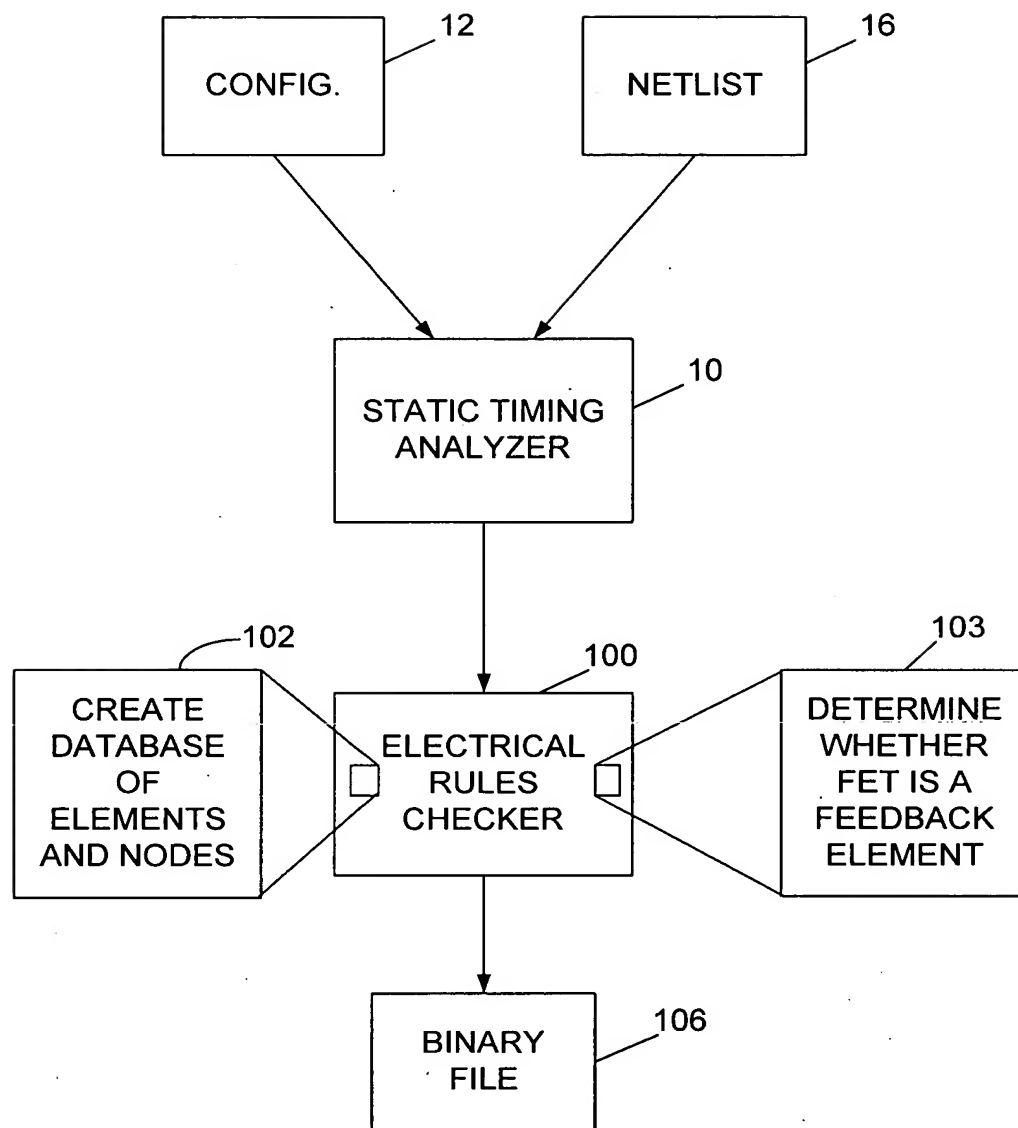 12
CONFIG.
16
NETLIST
10
STATIC TIMING
ANALYZER
102
CREATE
DATABASE
OF
ELEMENTS
AND NODES
100
ELECTRICAL
RULES
CHECKER
103
DETERMINE
WHETHER
FET IS A
FEEDBACK
ELEMENT
106
BINARY
FILE